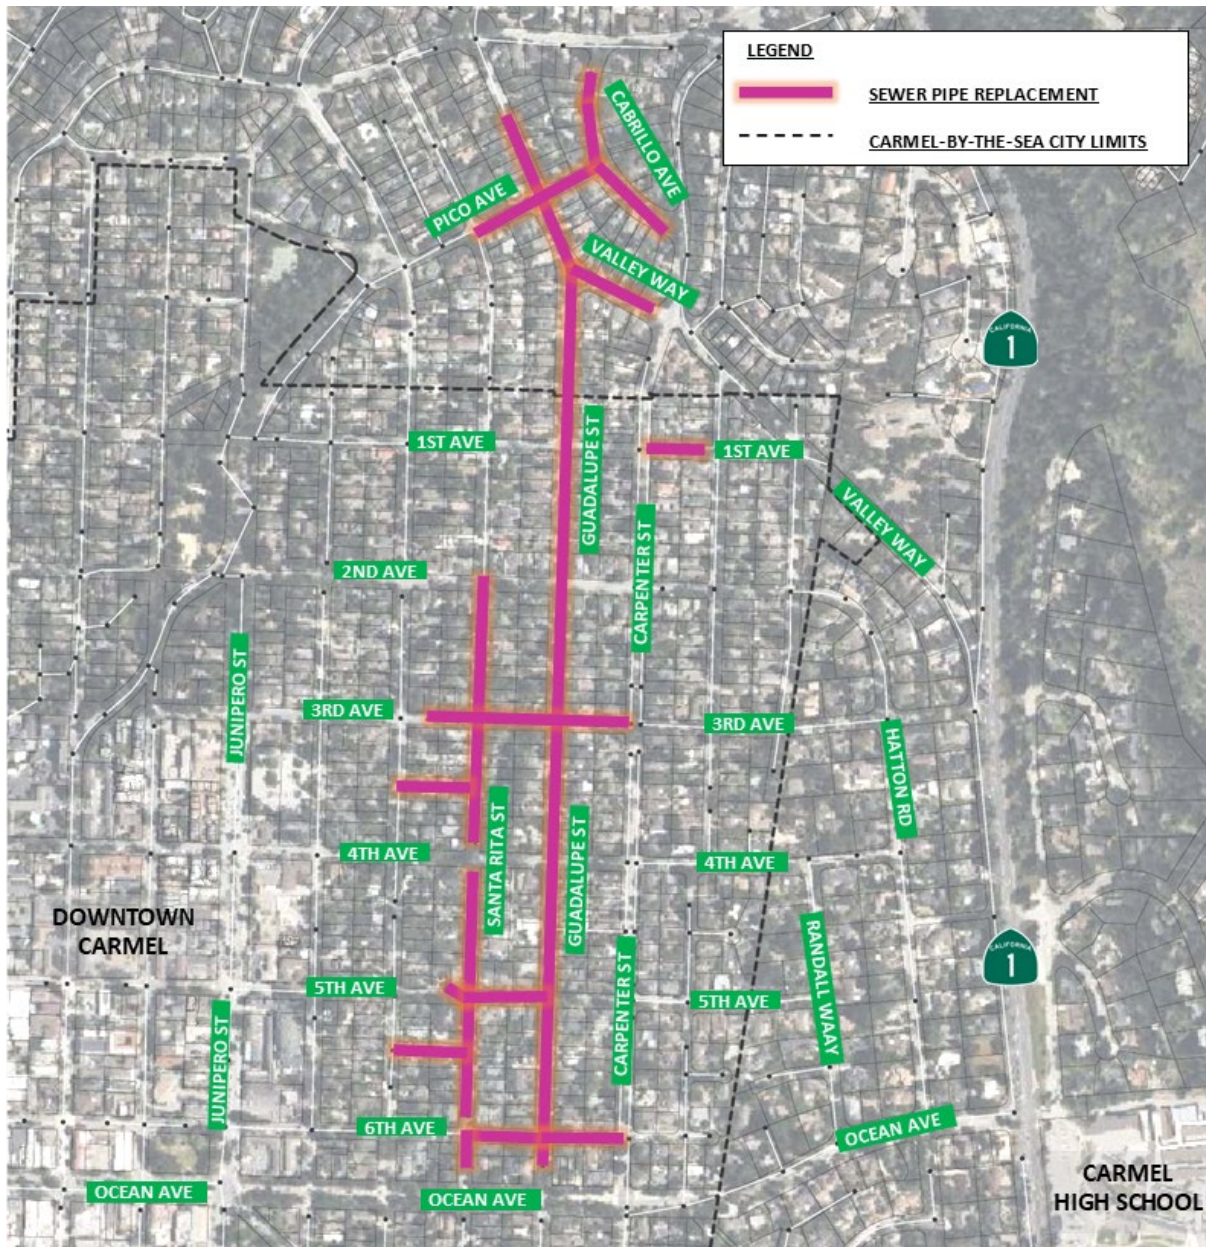 LEGEND
SEWER PIPE REPLACEMENT
CARMEL-BY-THE-SEA CITY LIMITS
CABRILLO AVE
PICO AVE
VALLEY WAY
CALIFORNIA
1
GUADALUPE ST
1ST AVE
1ST AVE
VALLEY WAY
CARPENTER ST
2ND AVE
JUNIPERO ST
3RD AVE
3RD AVE
HATTON RD
SANTA RITA ST
GUADALUPE ST
4TH AVE
4TH AVE
DOWNTOWN
CARMEL
RANDALL WAAY
CALIFORNIA
1
5TH AVE
5TH AVE
CARPENTER ST
JUNIPERO ST
6TH AVE
OCEAN AVE
CARMEL
HIGH SCHOOL
OCEAN AVE
OCEAN AVE